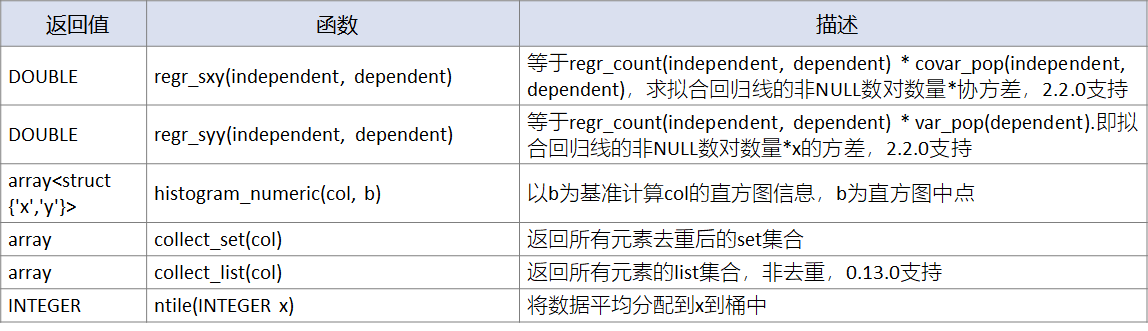 返回值 函数 描述
DOUBLE regr_sxy(independent, dependent) 等于regr_count(independent, dependent) * covar_pop(independent,
dependent)，求拟合回归线的非NULL数对数量*协方差，2.2.0支持
DOUBLE regr_syy(independent, dependent) 等于regr_count(independent, dependent) * var_pop(dependent).即拟
合回归线的非NULL数对数量*x的方差，2.2.0支持
array<struct
{'x','y'}> histogram_numeric(col, b) 以b为基准计算col的直方图信息，b为直方图中点
array collect_set(col) 返回所有元素去重后的set集合
array collect_list(col) 返回所有元素的list集合，非去重，0.13.0支持
INTEGER ntile(INTEGER x) 将数据平均分配到x到桶中